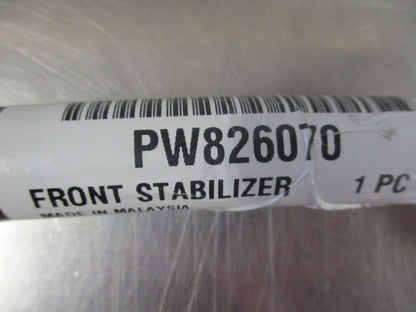 PW826070
FRONT STABILIZER 1 PC
MADE IN MALAYSIA